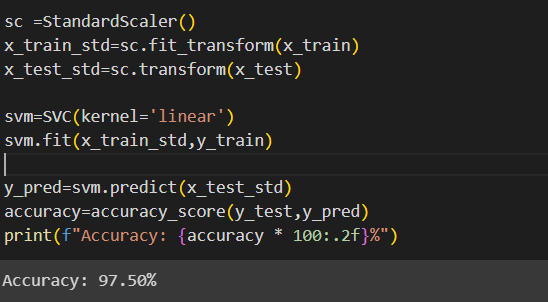 sc =StandardScaler()
x_train_std=sc.fit_transform(x_train)
x_test_std=sc.transform(x_test)
svm=SVC(kernel='linear')
svm.fit(x_train_std,y_train)
y_pred=svm.predict(x_test_std)
accuracy=accuracy_score(y_test,y_pred)
print(f"Accuracy: {accuracy * 100:.2f}%")
Accuracy: 97.50%